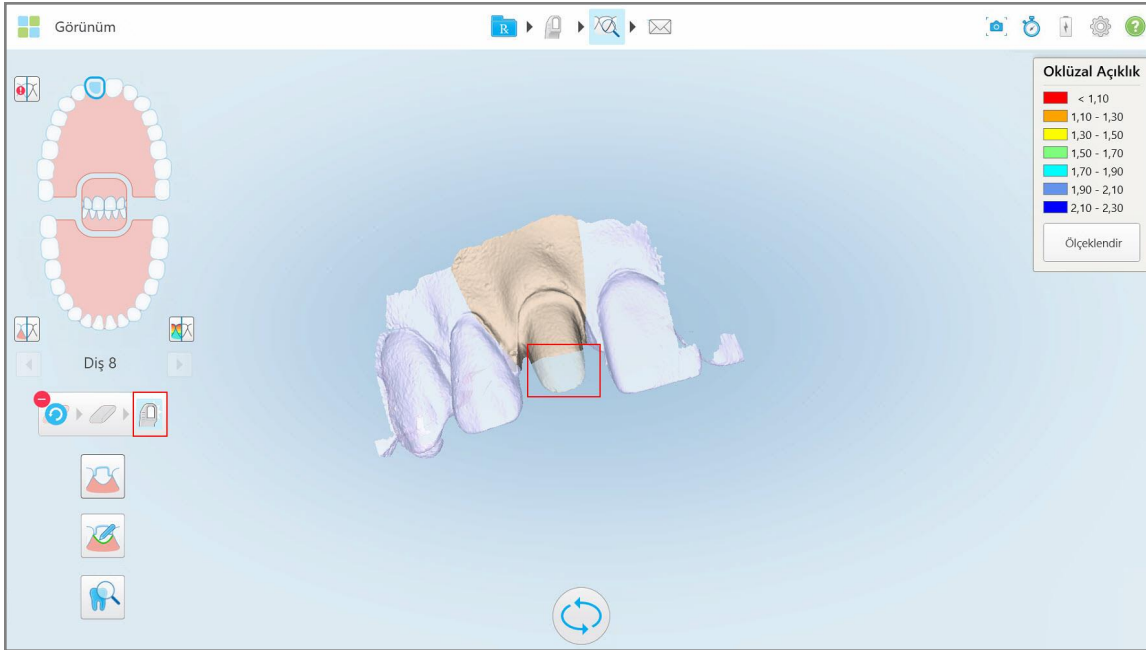 Görünüm
R
?
Oklüzal Açıklık
< 1,10
1,10 - 1,30
1,30 - 1,50
1,50 - 1,70
1,70 - 1,90
1,90 - 2,10
2,10 - 2,30
Ölçeklendir
Diş 8